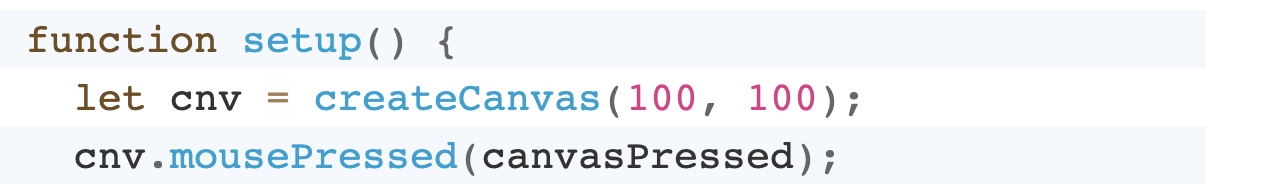 function setup() {
  let cnv = createCanvas(100, 100);
  cnv.mousePressed(canvasPressed);